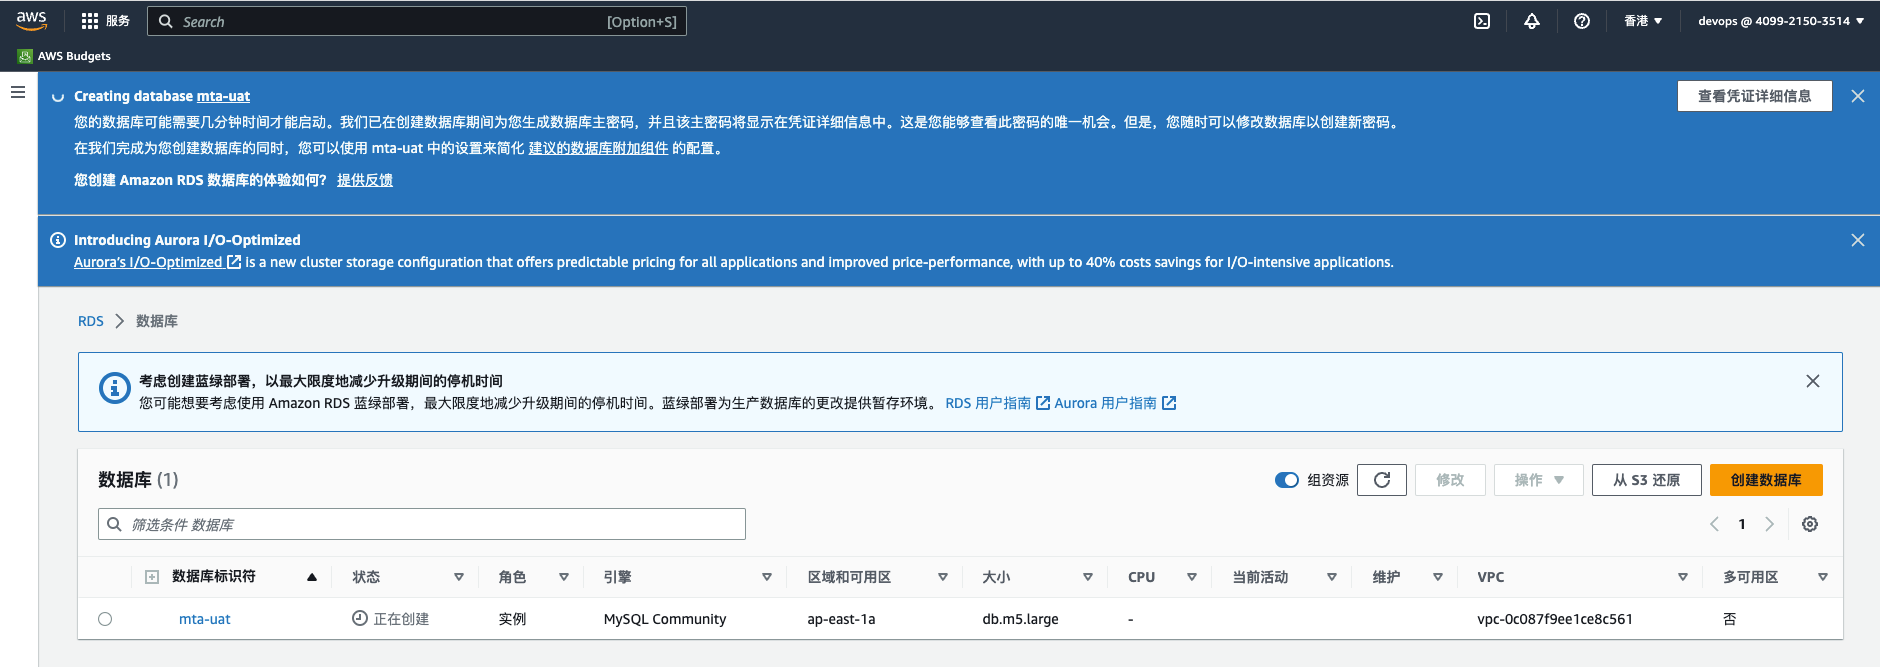 aws
服务
Search
[Option+S]
香港
devops @ 4099-2150-3514
AWS Budgets
Creating database mta-uat
查看凭证详细信息
您的数据库可能需要几分钟时间才能启动。我们已在创建数据库期间为您生成数据库主密码，并且该主密码将显示在凭证详细信息中。这是您能够查看此密码的唯一机会。但是，您随时可以修改数据库以创建新密码。
在我们完成为您创建数据库的同时，您可以使用 mta-uat 中的设置来简化 建议的数据库附加组件 的配置。
您创建 Amazon RDS 数据库的体验如何? 提供反馈
Introducing Aurora I/O-Optimized
Aurora's I/O-Optimized is a new cluster storage configuration that offers predictable pricing for all applications and improved price-performance, with up to 40% costs savings for I/O-intensive applications.
RDS 数据库
考虑创建蓝绿部署，以最大限度地减少升级期间的停机时间
您可能想要考虑使用 Amazon RDS 蓝绿部署，最大限度地减少升级期间的停机时间。蓝绿部署为生产数据库的更改提供暂存环境。 RDS 用户指南 Aurora 用户指南
数据库 (1)
组资源
修改
操作
从 S3 还原
创建数据库
筛选条件 数据库
1
数据库标识符 状态 角色 引擎 区域和可用区 大小 CPU 当前活动 维护 VPC 多可用区
mta-uat 正在创建 实例 MySQL Community ap-east-1a db.m5.large - vpc-0c087f9ee1ce8c561 否